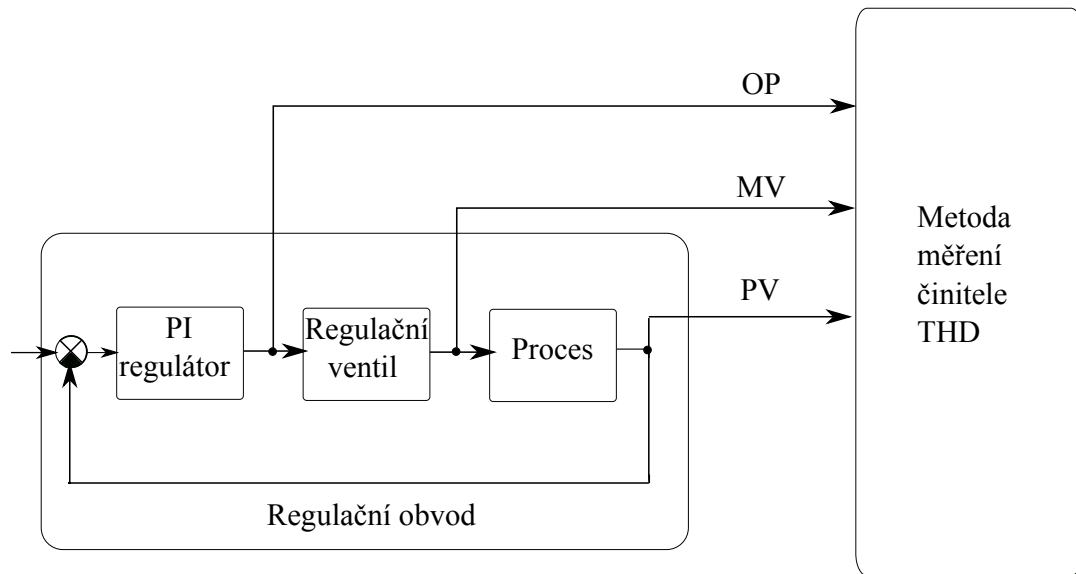 OP
MV
PV
Metoda
měření
činitele
THD
PI
regulátor
Regulační
ventil
Proces
Regulační obvod